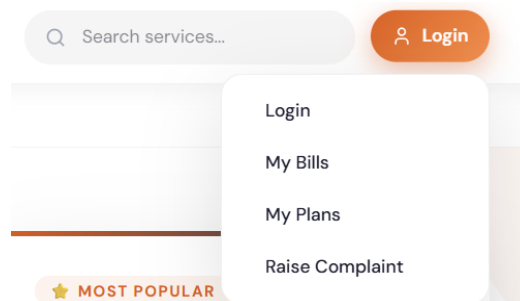 Search services...
Login
Login
My Bills
My Plans
Raise Complaint
MOST POPULAR